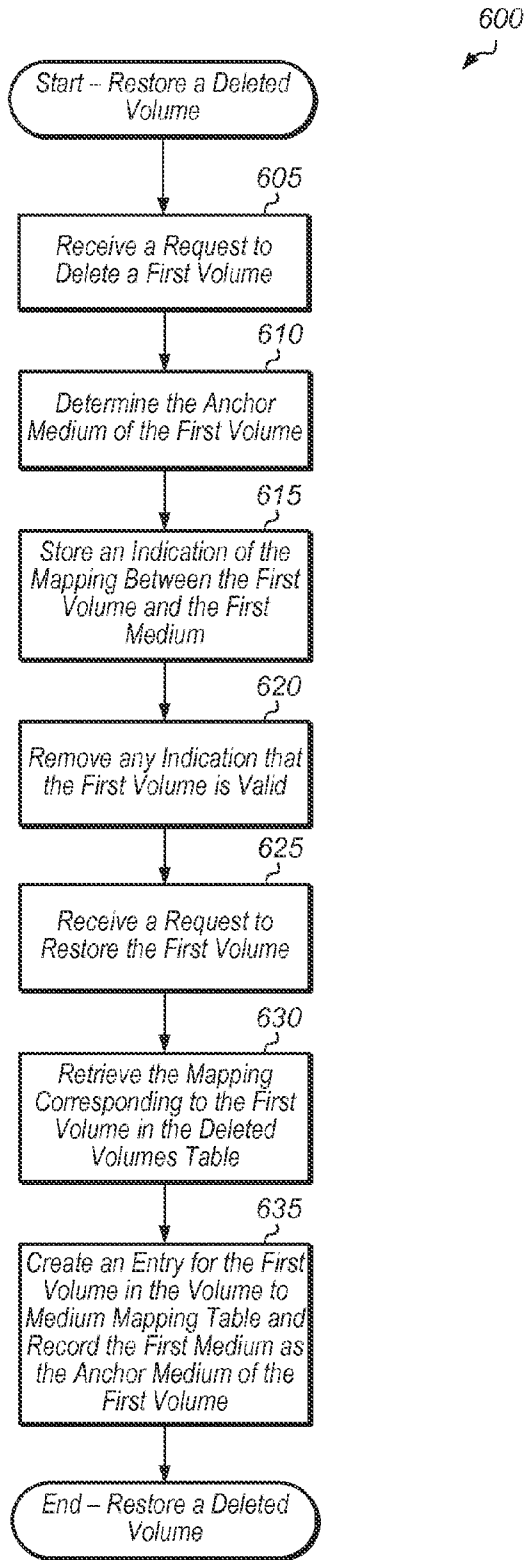 600
Start – Restore a Deleted
Volume
605
Receive a Request to
Delete a First Volume
610
Determine the Anchor
Medium of the First Volume
615
Store an Indication of the
Mapping Between the First
Volume and the First
Medium
620
Remove any Indication that
the First Volume is Valid
625
Receive a Request to
Restore the First Volume
630
Retrieve the Mapping
Corresponding to the First
Volume in the Deleted
Volumes Table
635
Create an Entry for the First
Volume in the Volume to
Medium Mapping Table and
Record the First Medium as
the Anchor Medium of the
First Volume
End – Restore a Deleted
Volume